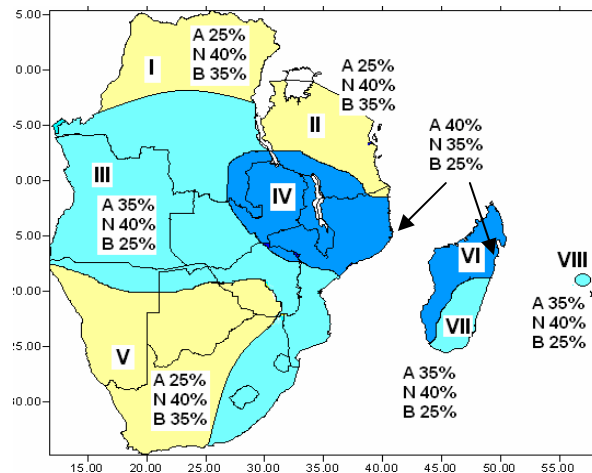 5.00
0.00
-5.00
0.00
5.00
20.00
25.00
30.00
15.00 20.00 25.00 30.00 35.00 40.00 45.00 50.00 55.00
I
A 25%
N 40%
B 35%
A 25%
N 40%
B 35%
II
A 40%
N 35%
B 25%
III
A 35%
N 40%
B 25%
IV
VI
VIII
A 35%
N 40%
B 25%
VII
V
A 25%
N 40%
B 35%
A 35%
N 40%
B 25%